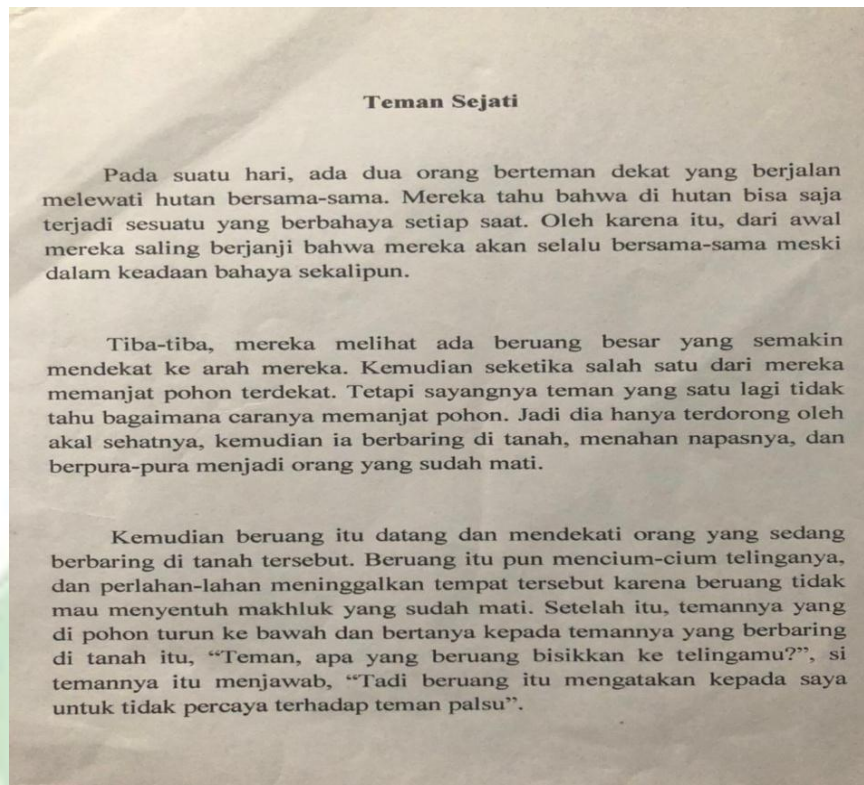 Teman Sejati
Pada suatu hari, ada dua orang berteman dekat yang berjalan
melewati hutan bersama-sama. Mereka tahu bahwa di hutan bisa saja
terjadi sesuatu yang berbahaya setiap saat. Oleh karena itu, dari awal
mereka saling berjanji bahwa mereka akan selalu bersama-sama meski
dalam keadaan bahaya sekalipun.
Tiba-tiba, mereka melihat ada beruang besar yang semakin
mendekat ke arah mereka. Kemudian seketika salah satu dari mereka
memanjat pohon terdekat. Tetapi sayangnya teman yang satu lagi tidak
tahu bagaimana caranya memanjat pohon. Jadi dia hanya terdorong oleh
akal sehatnya, kemudian ia berbaring di tanah, menahan napasnya, dan
berpura-pura menjadi orang yang sudah mati.
Kemudian beruang itu datang dan mendekati orang yang sedang
berbaring di tanah tersebut. Beruang itu pun mencium-cium telinganya,
dan perlahan-lahan meninggalkan tempat tersebut karena beruang tidak
mau menyentuh makhluk yang sudah mati. Setelah itu, temannya yang
di pohon turun ke bawah dan bertanya kepada temannya yang berbaring
di tanah itu, “Teman, apa yang beruang bisikkan ke telingamu?”, si
temannya itu menjawab, “Tadi beruang itu mengatakan kepada saya
untuk tidak percaya terhadap teman palsu”.